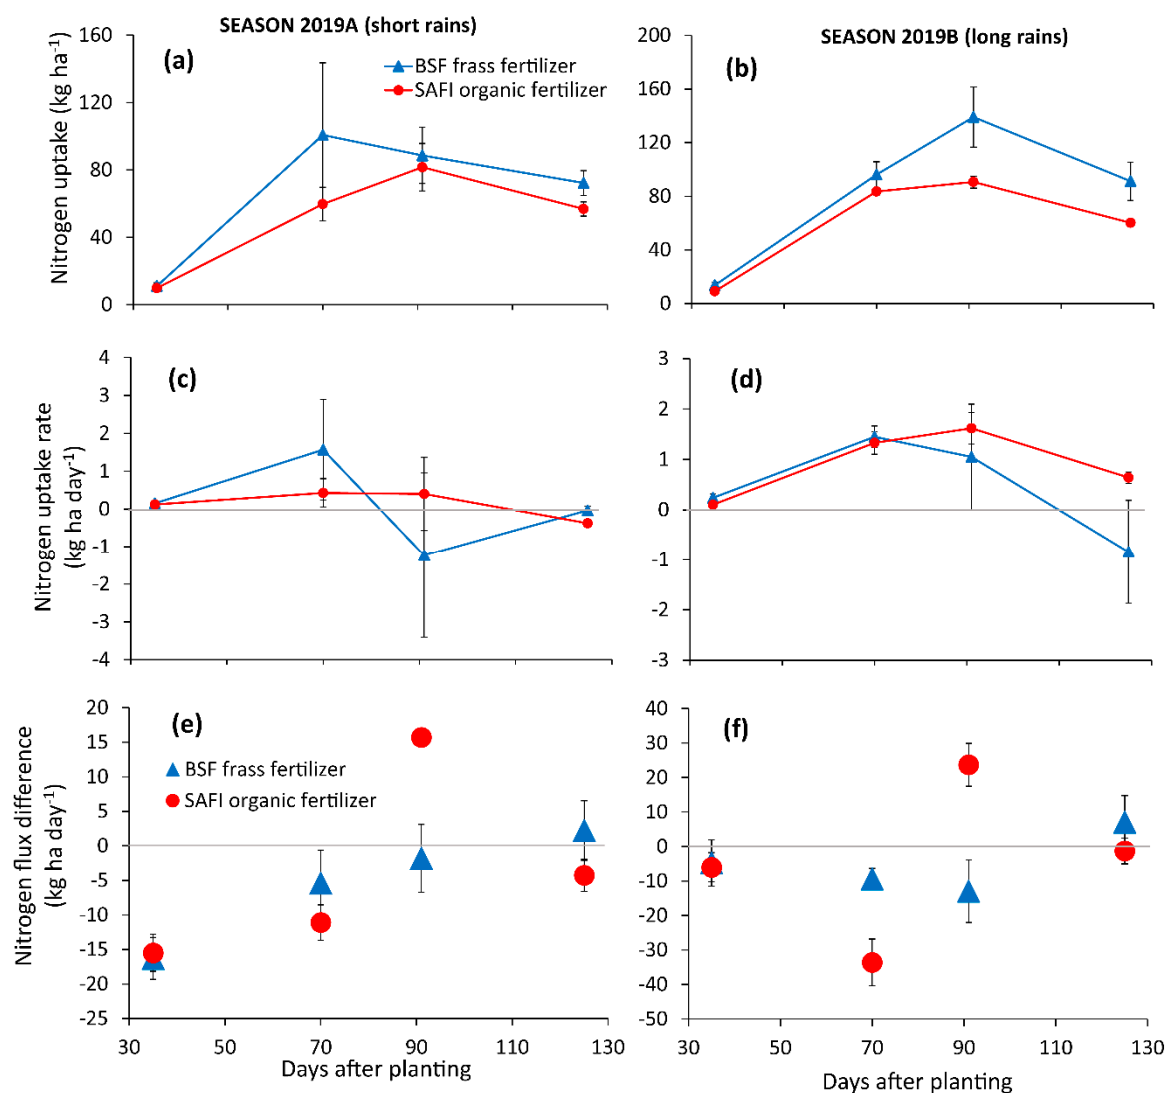 SEASON 2019A (short rains)
SEASON 2019B (long rains)
(a)
BSF frass fertilizer
SAFI organic fertilizer
Nitrogen uptake (kg ha-1)
160
120
80
40
0
(b)
200
160
120
80
40
0
(c)
Nitrogen uptake rate
(kg ha day-1)
4
3
2
1
0
-1
-2
-3
-4
(d)
3
2
1
0
-1
-2
-3
(e)
BSF frass fertilizer
SAFI organic fertilizer
Nitrogen flux difference
(kg ha day-1)
20
15
10
5
0
-5
-10
-15
-20
-25
30 50 70 90 110 130
Days after planting
(f)
40
30
20
10
0
-10
-20
-30
-40
-50
30 50 70 90 110 130
Days after planting